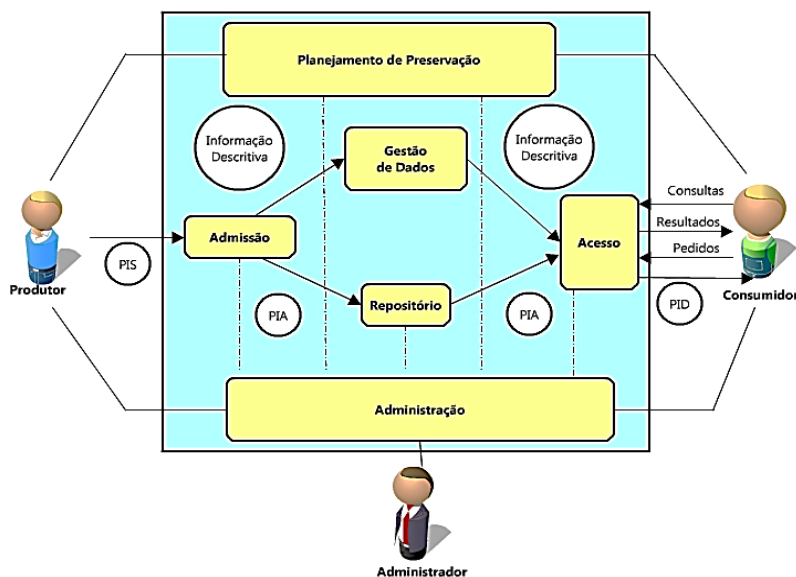 Planejamento de Preservação
Informação
Descritiva
Gestão
de Dados
Informação
Descritiva
Consultas
Resultados
Pedidos
Admissão
Acesso
PIS
Produtor
PIA
Repositório
PIA
PID
Consumidor
Administração
Administrador